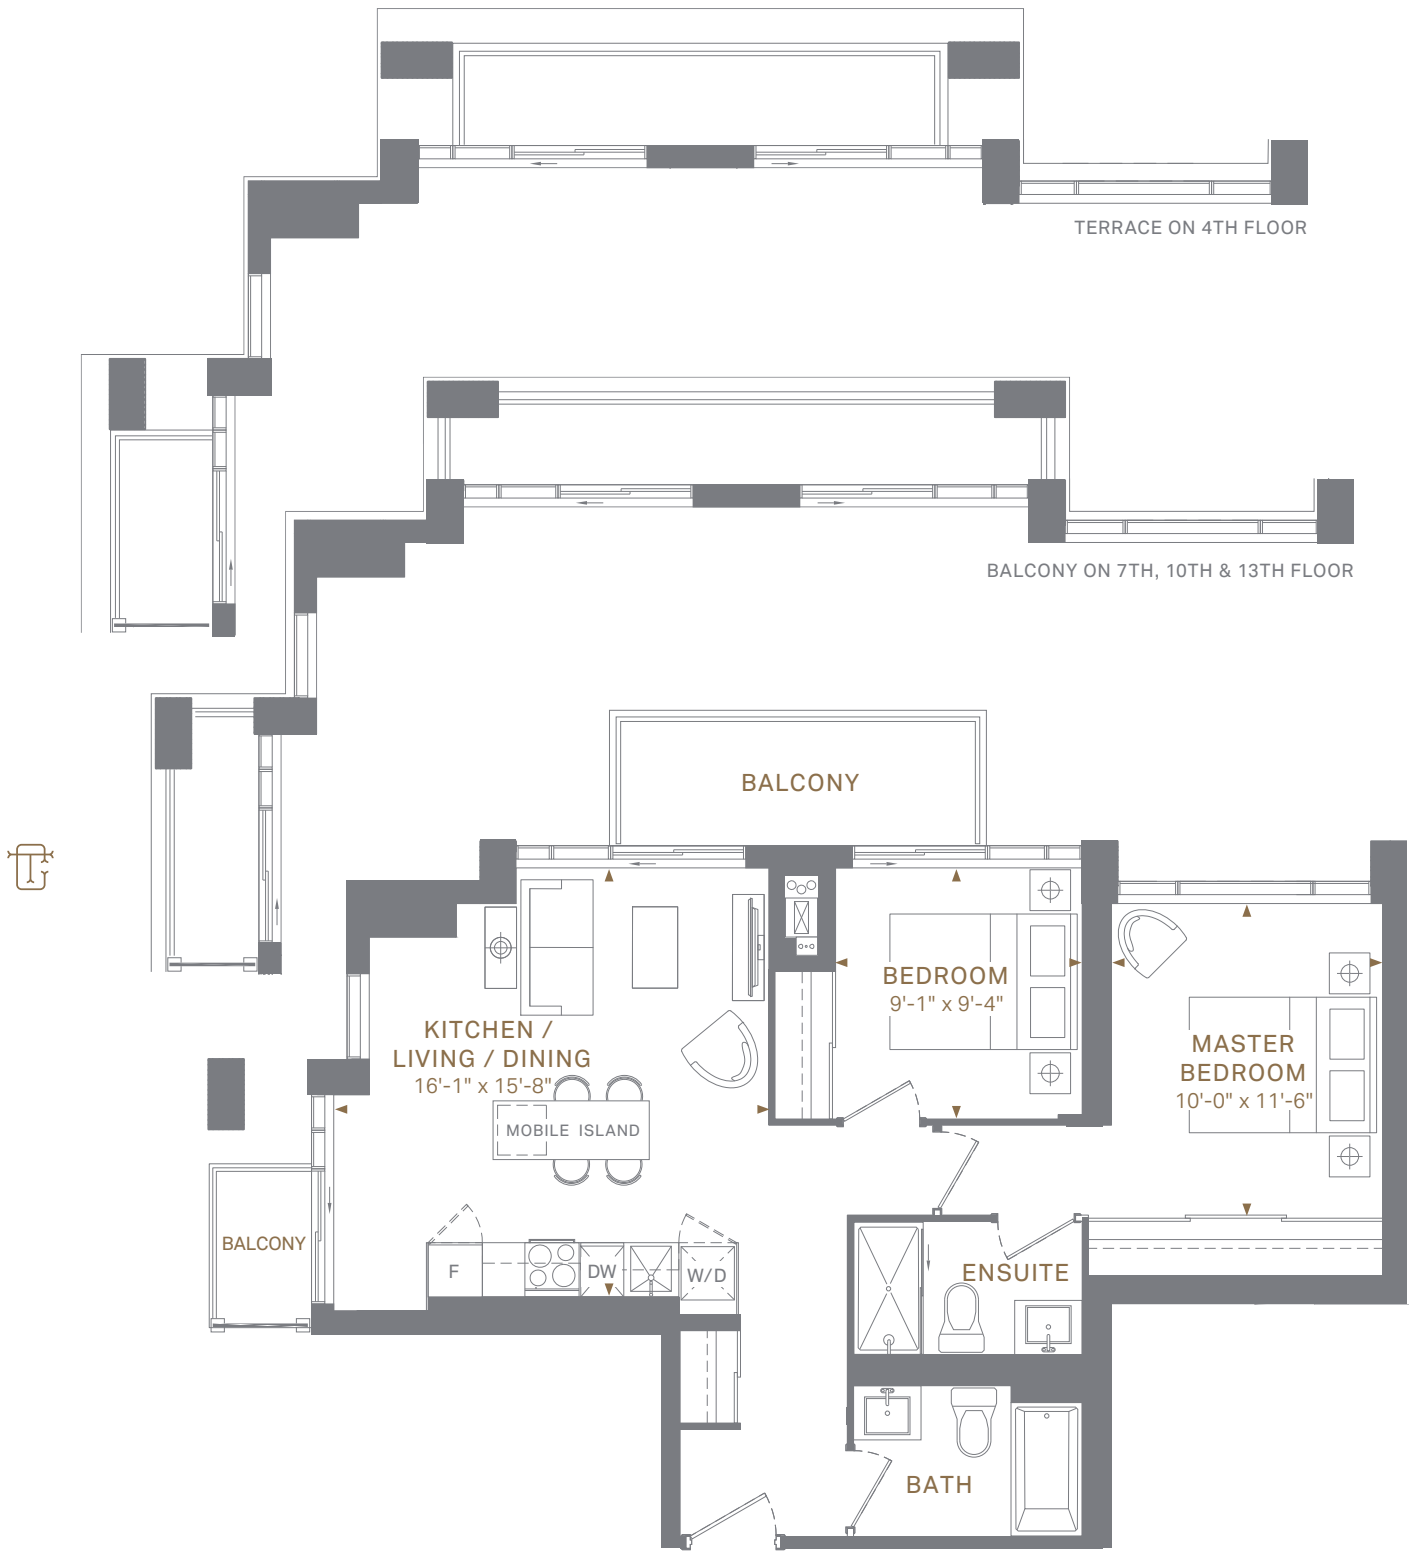 TERRACE ON 4TH FLOOR
BALCONY ON 7TH, 10TH & 13TH FLOOR
BALCONY
BEDROOM
9'-1" x 9'-4"
KITCHEN /
LIVING / DINING
16'-1" x 15'-8"
MASTER
BEDROOM
10'-0" x 11'-6"
MOBILE ISLAND
BALCONY
F
DW
W/D
ENSUITE
BATH